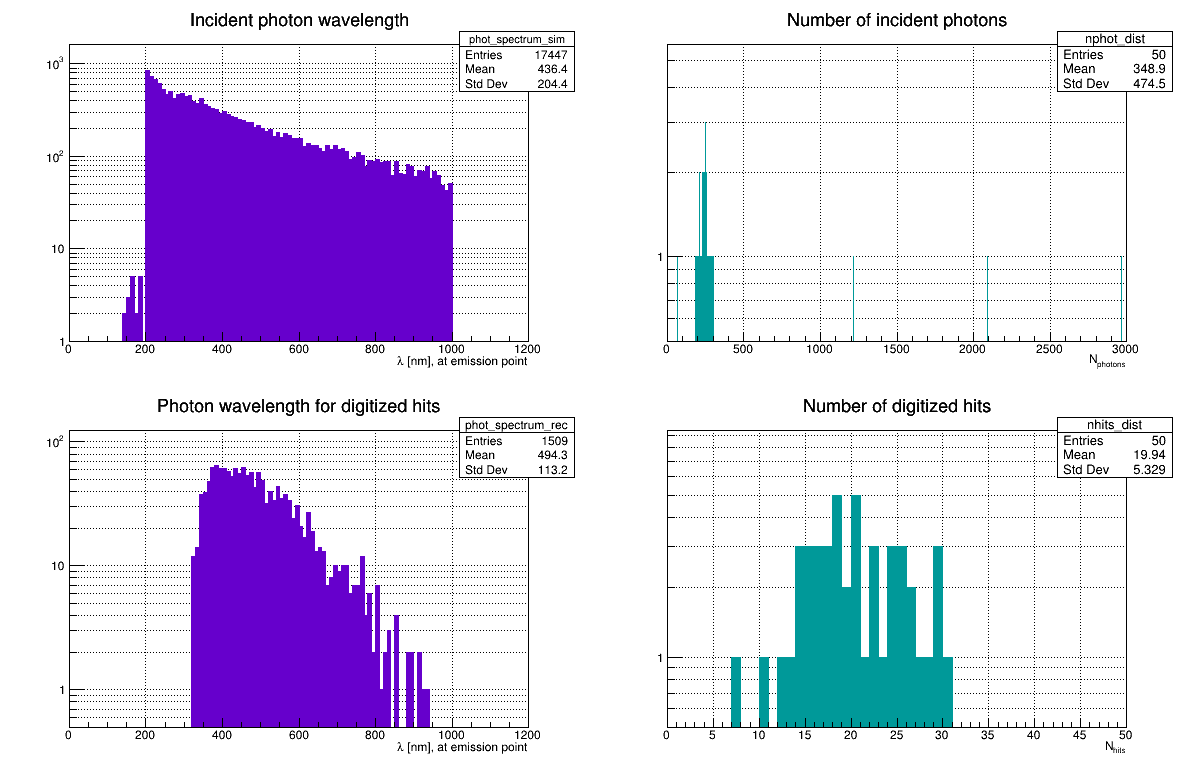 Incident photon wavelength
phot_spectrum_sim
Entries 17447
Mean 436.4
Std Dev 204.4
10³
10²
10
1
0 200 400 600 800 1000 1200
λ [nm], at emission point
Number of incident photons
nphot_dist
Entries 50
Mean 348.9
Std Dev 474.5
1
0 500 1000 1500 2000 2500 3000
Nphotons
Photon wavelength for digitized hits
phot_spectrum_rec
Entries 1509
Mean 494.3
Std Dev 113.2
10²
10
1
0 200 400 600 800 1000 1200
λ [nm], at emission point
Number of digitized hits
nhits_dist
Entries 50
Mean 19.94
Std Dev 5.329
1
0 5 10 15 20 25 30 35 40 45 50
Nhits